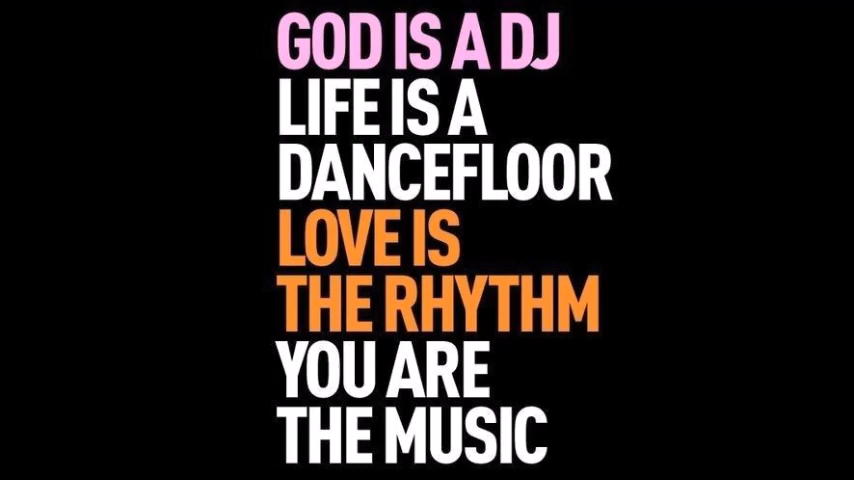 GOD IS A DJ
LIFE IS A
DANCEFLOOR
LOVE IS
THE RHYTHM
YOU ARE
THE MUSIC